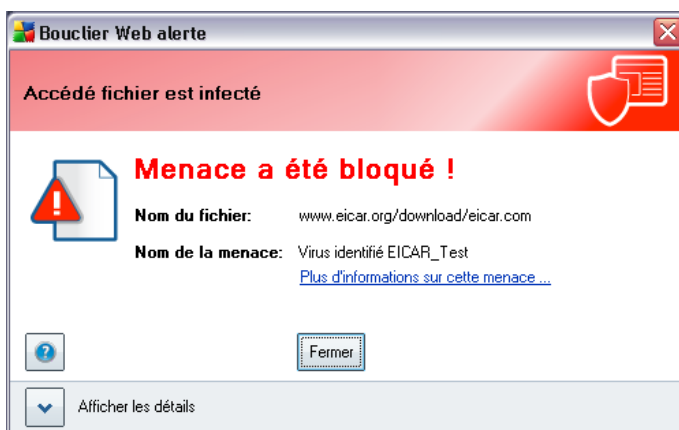 Bouclier Web alerte
Accédé fichier est infecté
Menace a été bloqué !
Nom du fichier: www.eicar.org/download/eicar.com
Nom de la menace: Virus identifié EICAR_Test
Plus d'informations sur cette menace ...
?
Fermer
Afficher les détails